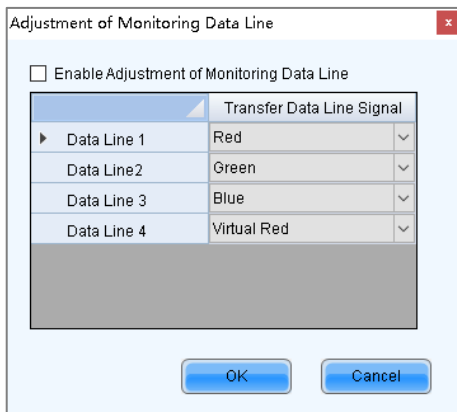 Adjustment of Monitoring Data Line
x
Enable Adjustment of Monitoring Data Line
Transfer Data Line Signal
Data Line 1 Red
Data Line2 Green
Data Line 3 Blue
Data Line 4 Virtual Red
OK Cancel